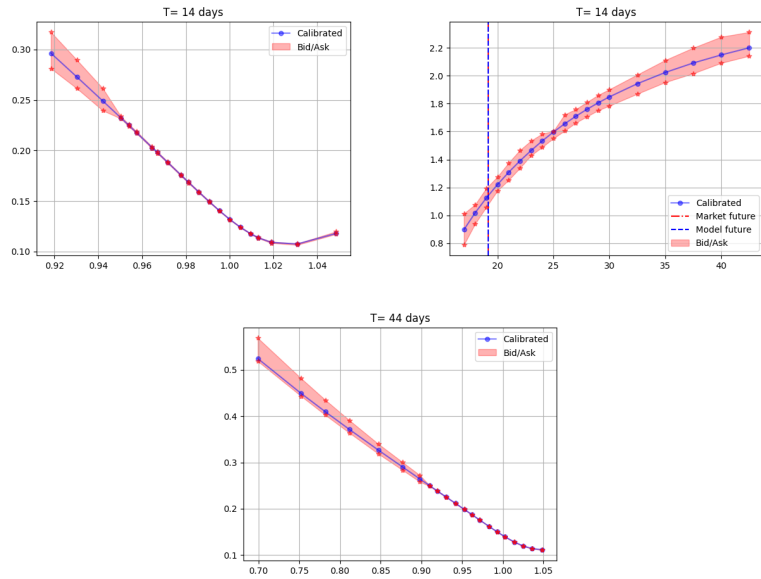 T= 14 days
0.30
0.25
0.20
0.15
0.10
0.92 0.94 0.96 0.98 1.00 1.02 1.04
Calibrated
Bid/Ask
T= 14 days
2.2
2.0
1.8
1.6
1.4
1.2
1.0
0.8
20 25 30 35 40
Calibrated
Market future
Model future
Bid/Ask
T= 44 days
0.5
0.4
0.3
0.2
0.1
0.70 0.75 0.80 0.85 0.90 0.95 1.00 1.05
Calibrated
Bid/Ask